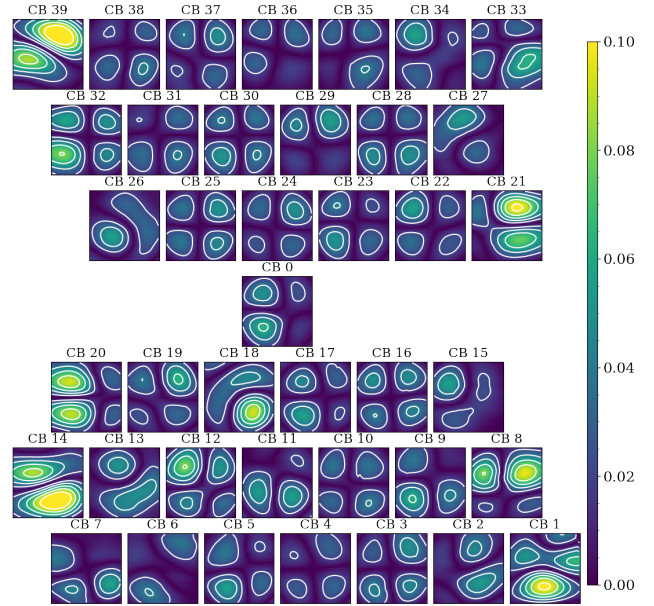 CB 39 CB 38 CB 37 CB 36 CB 35 CB 34 CB 33
0.10
CB 32 CB 31 CB 30 CB 29 CB 28 CB 27
0.08
CB 26 CB 25 CB 24 CB 23 CB 22 CB 21
0.06
CB 0
CB 20 CB 19 CB 18 CB 17 CB 16 CB 15
0.04
CB 14 CB 13 CB 12 CB 11 CB 10 CB 9 CB 8
0.02
CB 7 CB 6 CB 5 CB 4 CB 3 CB 2 CB 1
0.00